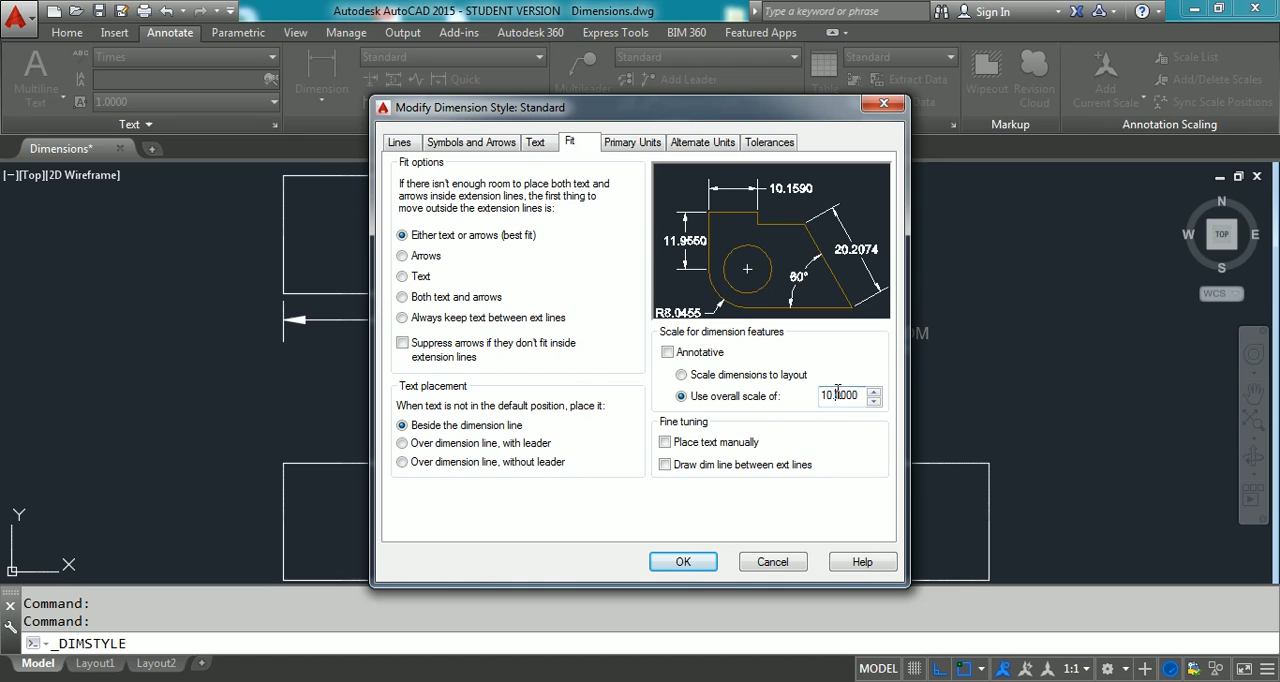 Autodesk AutoCAD 2015 - STUDENT VERSION Dimensions.dwg
Type a keyword or phrase
Sign In
Home Insert Annotate Parametric View Manage Output Add-ins Autodesk 360 Express Tools BIM 360 Featured Apps
Multiline
Text
Times
1.0000
Text
Dimension
Standard
Quick
Multileader
Standard
Add Leader
Table
Standard
Extract Data
Wipeout
Revision
Cloud
Markup
Add
Current Scale
Scale List
Add/Delete Scales
Sync Scale Positions
Annotation Scaling
Dimensions*
[−][Top][2D Wireframe]
Modify Dimension Style: Standard
Lines Symbols and Arrows Text Fit Primary Units Alternate Units Tolerances
Fit options
If there isn't enough room to place both text and
arrows inside extension lines, the first thing to
move outside the extension lines is:
Either text or arrows (best fit)
Arrows
Text
Both text and arrows
Always keep text between ext lines
Suppress arrows if they don't fit inside
extension lines
Text placement
When text is not in the default position, place it:
Beside the dimension line
Over dimension line, with leader
Over dimension line, without leader
10.1590
11.9550
20.2074
60°
R8.0455
Scale for dimension features
Annotative
Scale dimensions to layout
Use overall scale of:
Fine tuning
Place text manually
Draw dim line between ext lines
OK Cancel Help
N
W TOP E
S
WCS
Y
X
Command:
Command:
_DIMSTYLE
Model Layout1 Layout2
MODEL
1:1